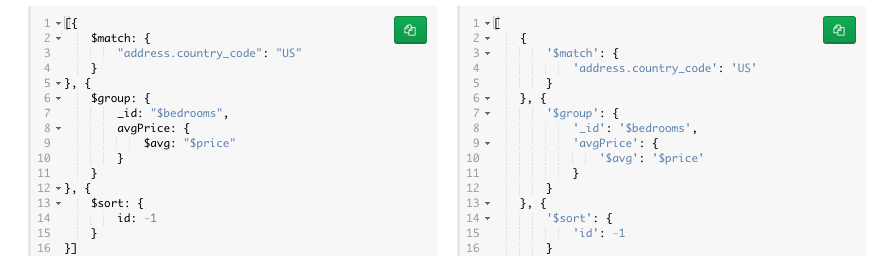 1 [{
2 $match: {
3 "address.country_code": "US"
4 }
5 }, {
6 $group: {
7 _id: "$bedrooms",
8 avgPrice: {
9 $avg: "$price"
10 }
11 }
12 }, {
13 $sort: {
14 id: -1
15 }
16 }]
1 [
2 {
3 '$match': {
4 'address.country_code': 'US'
5 }
6 }, {
7 '$group': {
8 '_id': '$bedrooms',
9 'avgPrice': {
10 '$avg': '$price'
11 }
12 }
13 }, {
14 '$sort': {
15 'id': -1
16 }